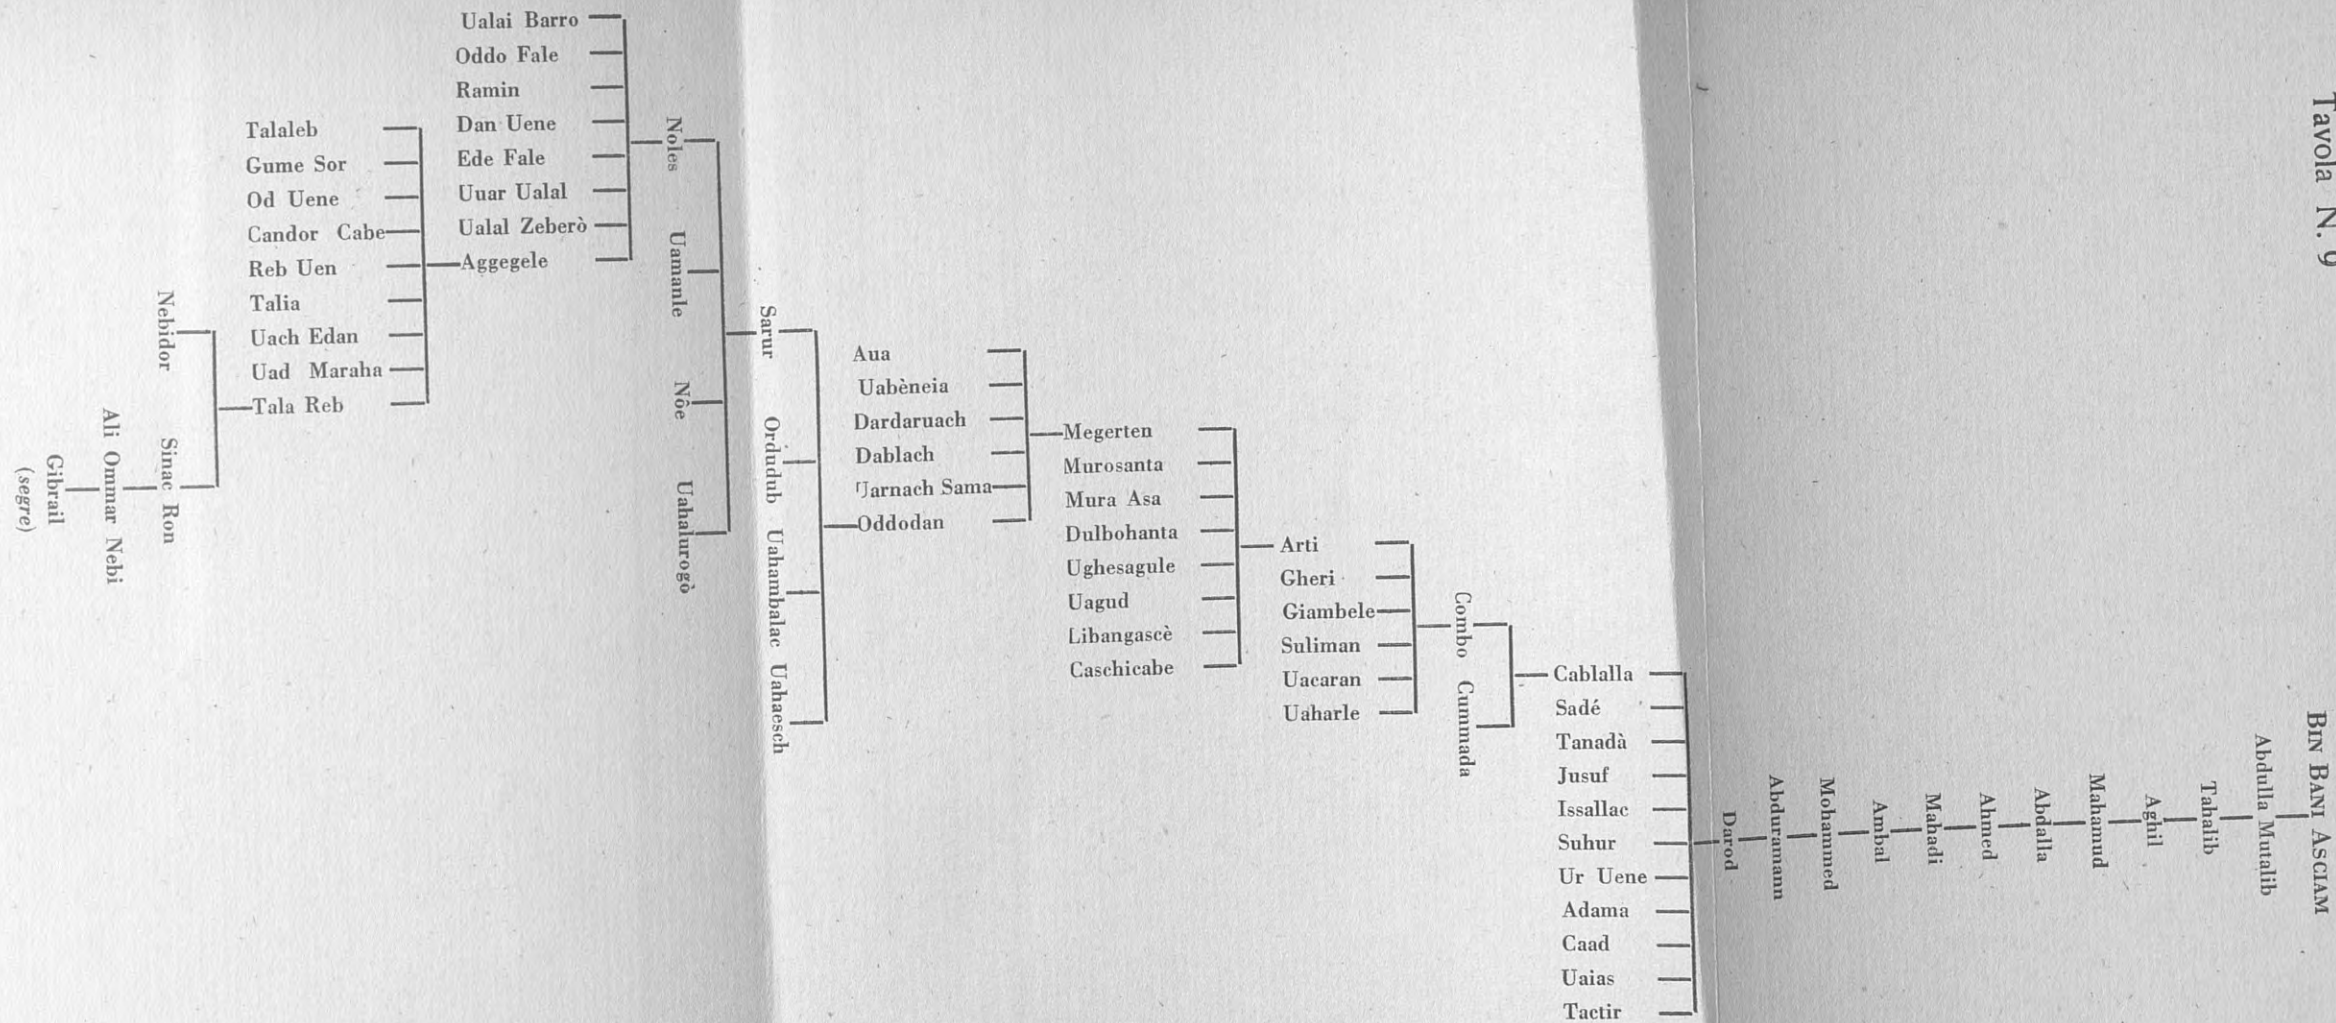 Tavola N. 9
BIN BANI ASCIAM
Abdulla Mutalib
Tahalib
Aghil
Mahamud
Abdalla
Ahmed
Mahadi
Ambal
Mohammed
Abduramann
Darod
Cablalla
Sadé
Tanadà
Jusuf
Issallac
Suhur
Ur Uene
Adama
Caad
Uaias
Tactir
Combo
Cummada
Arti
Gheri
Giambele
Suliman
Uacaran
Uaharle
Megerten
Murosanta
Mura Asa
Dulbohanta
Ughesagule
Uagud
Libangascè
Caschicabe
Aua
Uabèneia
Dardaruach
Dablach
Uarnach Sama
Oddodan
Sarur
Ordudub
Uahambalac
Uahaesch
Noles
Uamanle
Nôe
Uahalurogò
Ualai Barro
Oddo Fale
Ramin
Dan Uene
Ede Fale
Uuar Ualal
Ualal Zeberò
Aggegele
Talaleb
Gume Sor
Od Uene
Candor Cabe
Reb Uen
Talia
Uach Edan
Uad Maraha
Tala Reb
Nebidor
Sinac Ron
Ali Ommar Nebi
Gibrail
(segre)